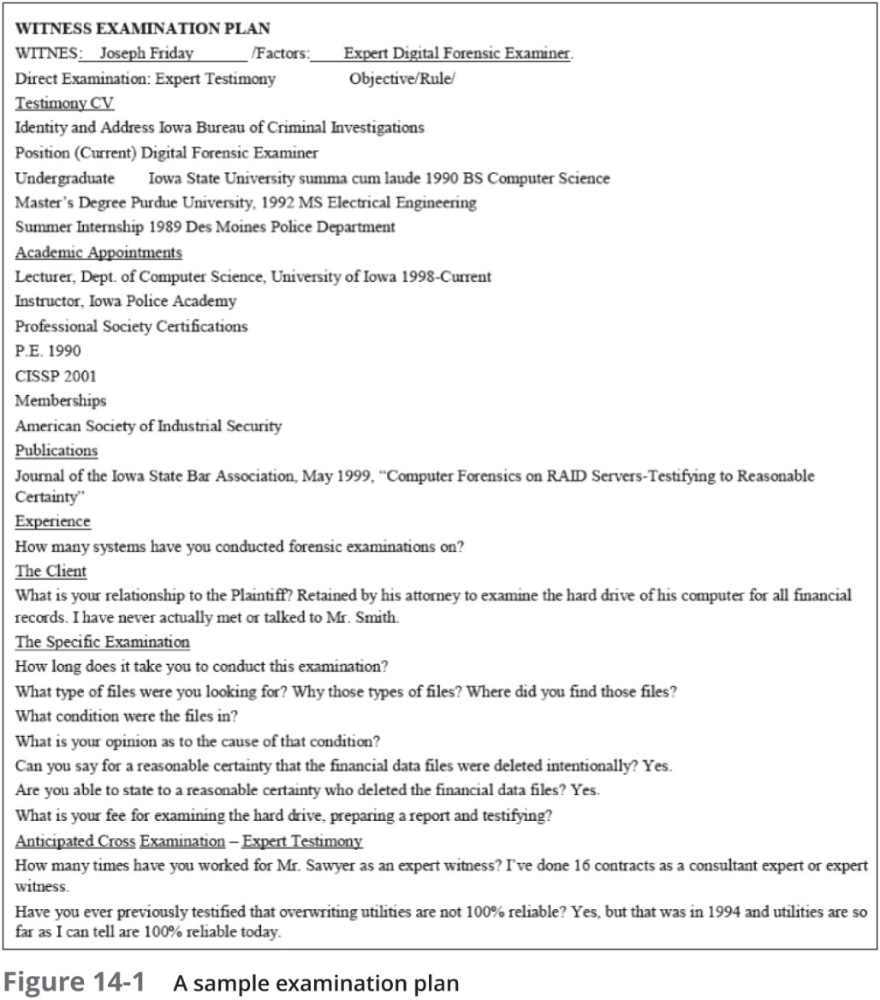 WITNESS EXAMINATION PLAN
WITNES: Joseph Friday /Factors: Expert Digital Forensic Examiner.
Direct Examination: Expert Testimony Objective/Rule/
Testimony CV
Identity and Address Iowa Bureau of Criminal Investigations
Position (Current) Digital Forensic Examiner
Undergraduate Iowa State University summa cum laude 1990 BS Computer Science
Master's Degree Purdue University, 1992 MS Electrical Engineering
Summer Internship 1989 Des Moines Police Department
Academic Appointments
Lecturer, Dept. of Computer Science, University of Iowa 1998-Current
Instructor, Iowa Police Academy
Professional Society Certifications
P.E. 1990
CISSP 2001
Memberships
American Society of Industrial Security
Publications
Journal of the Iowa State Bar Association, May 1999, “Computer Forensics on RAID Servers-Testifying to Reasonable
Certainty”
Experience
How many systems have you conducted forensic examinations on?
The Client
What is your relationship to the Plaintiff? Retained by his attorney to examine the hard drive of his computer for all financial
records. I have never actually met or talked to Mr. Smith.
The Specific Examination
How long does it take you to conduct this examination?
What type of files were you looking for? Why those types of files? Where did you find those files?
What condition were the files in?
What is your opinion as to the cause of that condition?
Can you say for a reasonable certainty that the financial data files were deleted intentionally? Yes.
Are you able to state to a reasonable certainty who deleted the financial data files? Yes.
What is your fee for examining the hard drive, preparing a report and testifying?
Anticipated Cross Examination – Expert Testimony
How many times have you worked for Mr. Sawyer as an expert witness? I've done 16 contracts as a consultant expert or expert
witness.
Have you ever previously testified that overwriting utilities are not 100% reliable? Yes, but that was in 1994 and utilities are so
far as I can tell are 100% reliable today.
Figure 14-1 A sample examination plan